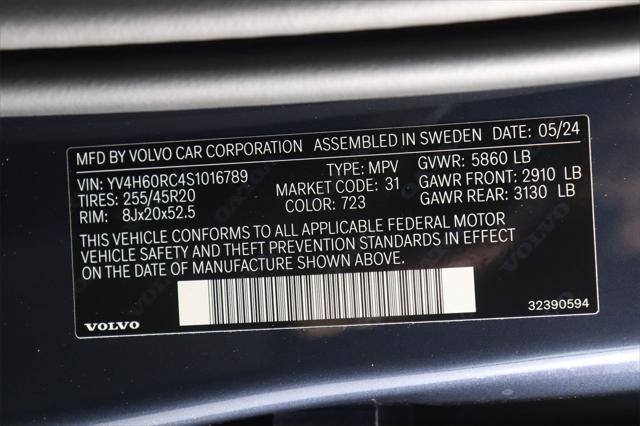 MFD BY VOLVO CAR CORPORATION ASSEMBLED IN SWEDEN DATE: 05/24
VIN: YV4H60RC4S1016789 TYPE: MPV GVWR: 5860 LB
TIRES: 255/45R20 MARKET CODE: 31 GAWR FRONT: 2910 LB
RIM: 8Jx20x52.5 COLOR: 723 GAWR REAR: 3130 LB
THIS VEHICLE CONFORMS TO ALL APPLICABLE FEDERAL MOTOR
VEHICLE SAFETY AND THEFT PREVENTION STANDARDS IN EFFECT
ON THE DATE OF MANUFACTURE SHOWN ABOVE.
VOLVO 32390594